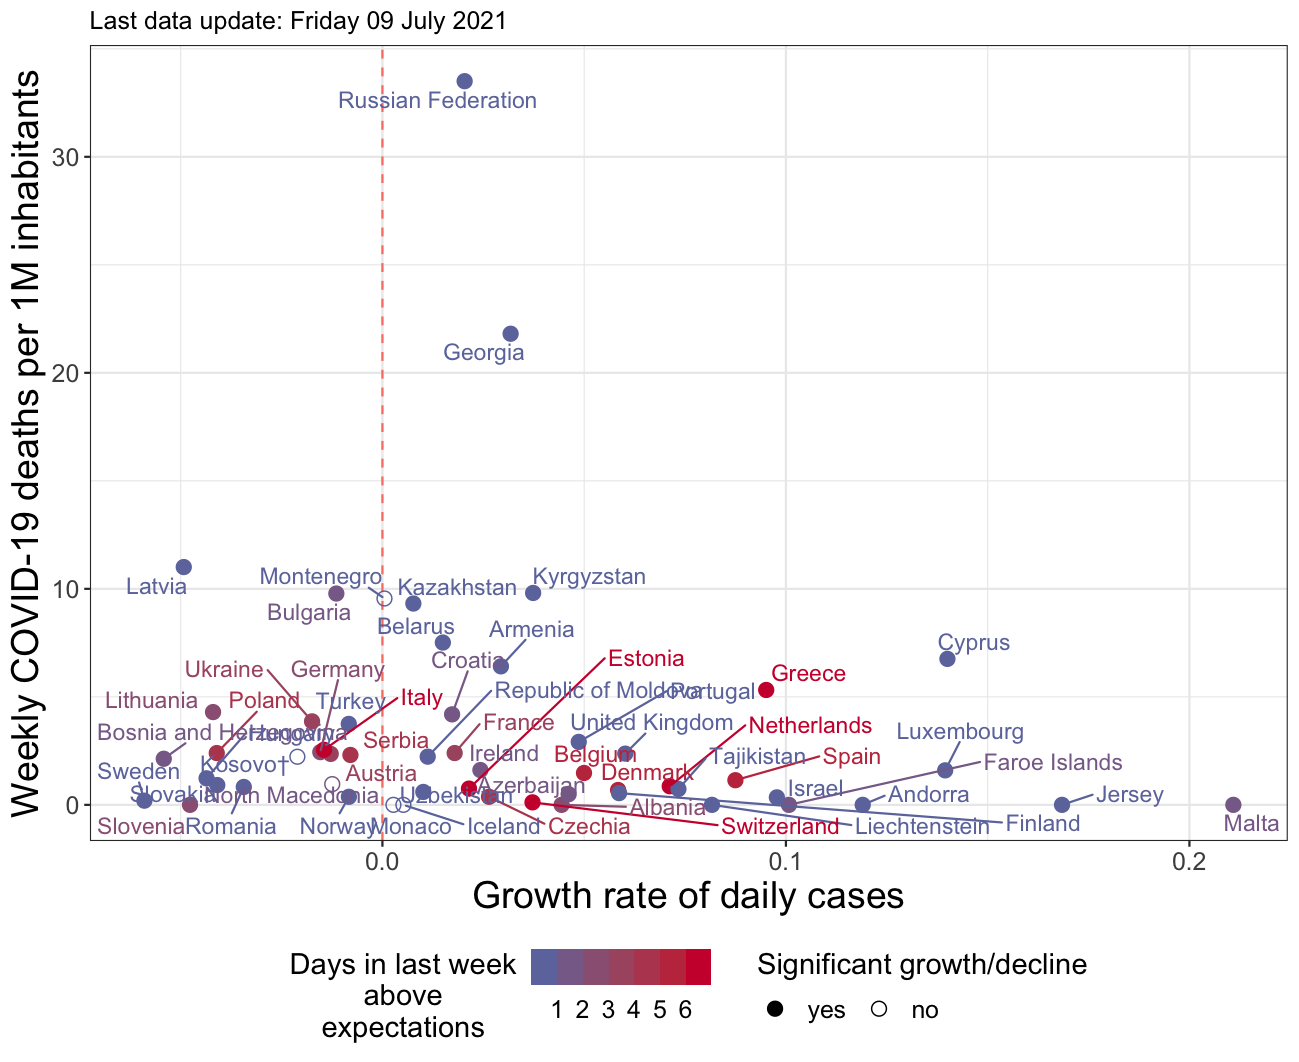 Last data update: Friday 09 July 2021
Weekly COVID-19 deaths per 1M inhabitants
30
20
10
0
Russian Federation
Georgia
Latvia
Montenegro
Kazakhstan
Kyrgyzstan
Bulgaria
Belarus
Armenia
Cyprus
Croatia
Estonia
Ukraine
Germany
Greece
Lithuania
Poland
Turkey
Italy
Republic of Moldova
Portugal
Bosnia and Herzegovina
Hungary
France
United Kingdom
Netherlands
Luxembourg
Serbia
Ireland
Belgium
Tajikistan
Spain
Faroe Islands
Sweden
Kosovo†
Austria
Denmark
Slovakia
North Macedonia
Uzbekistan
Azerbaijan
Albania
Israel
Andorra
Jersey
Slovenia
Romania
Norway
Monaco
Iceland
Czechia
Switzerland
Liechtenstein
Finland
Malta
0.0
0.1
0.2
Growth rate of daily cases
Days in last week
above
expectations
1 2 3 4 5 6
Significant growth/decline
yes
no